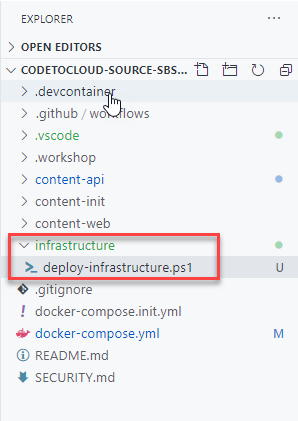 EXPLORER
OPEN EDITORS
CODETOCLOUD-SOURCE-SBS...
.devcontainer
.github / workflows
.vscode
.workshop
content-api
content-init
content-web
infrastructure
deploy-infrastructure.ps1 U
.gitignore
docker-compose.init.yml
docker-compose.yml M
README.md
SECURITY.md